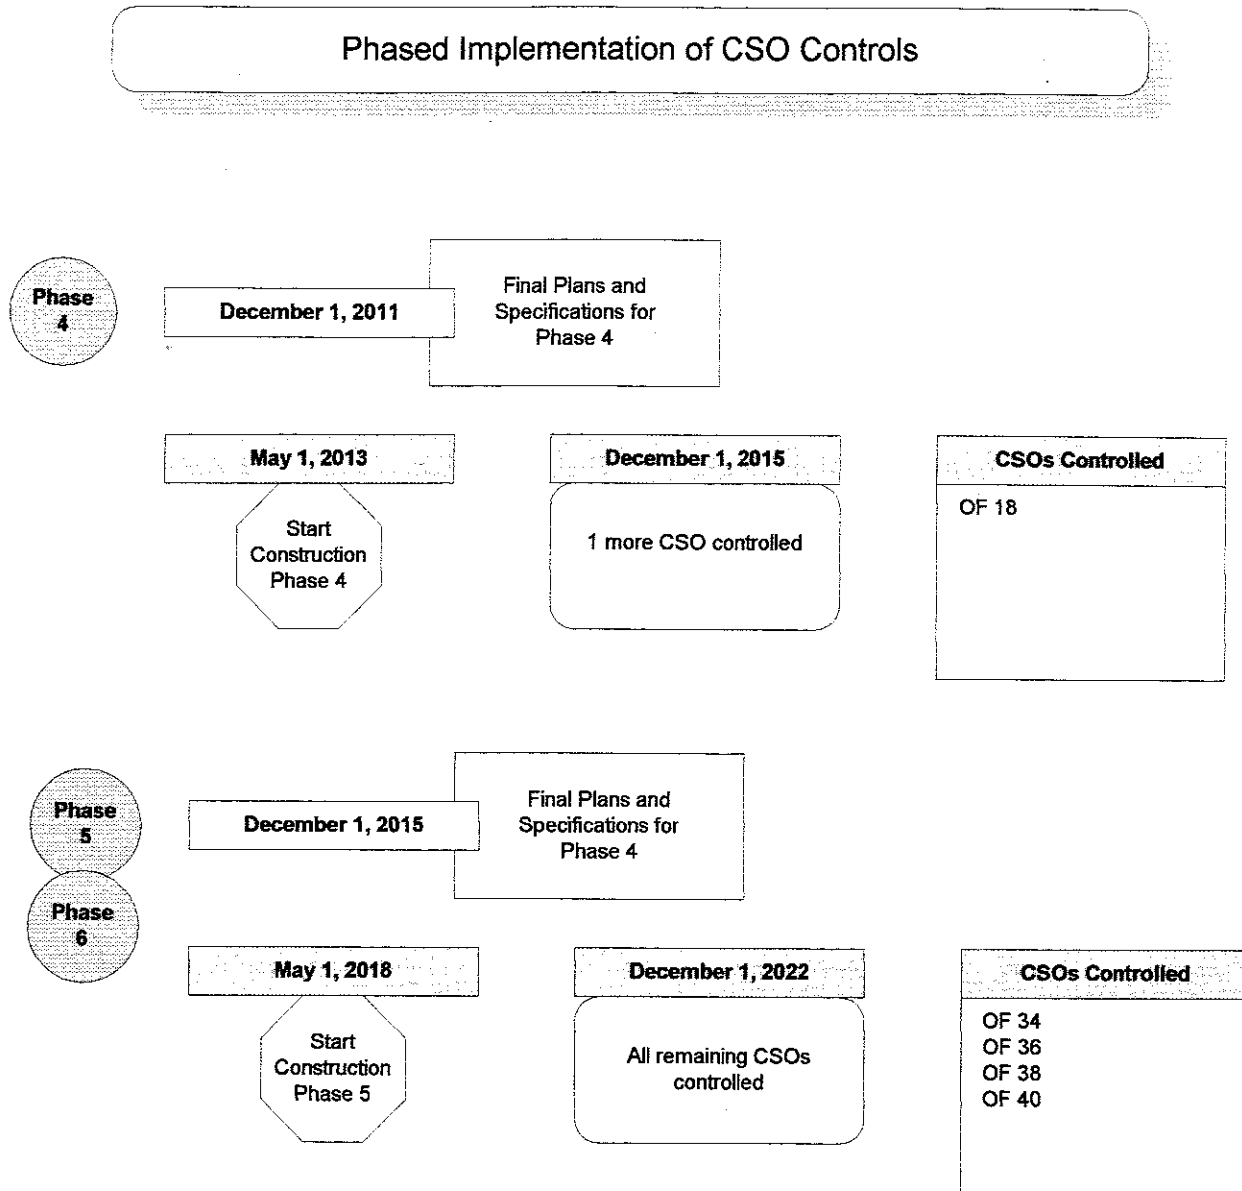 Phased Implementation of CSO Controls
Phase
4
December 1, 2011
Final Plans and
Specifications for
Phase 4
May 1, 2013
Start
Construction
Phase 4
December 1, 2015
1 more CSO controlled
CSOs Controlled
OF 18
Phase
5
Phase
6
December 1, 2015
Final Plans and
Specifications for
Phase 4
May 1, 2018
Start
Construction
Phase 5
December 1, 2022
All remaining CSOs
controlled
CSOs Controlled
OF 34
OF 36
OF 38
OF 40